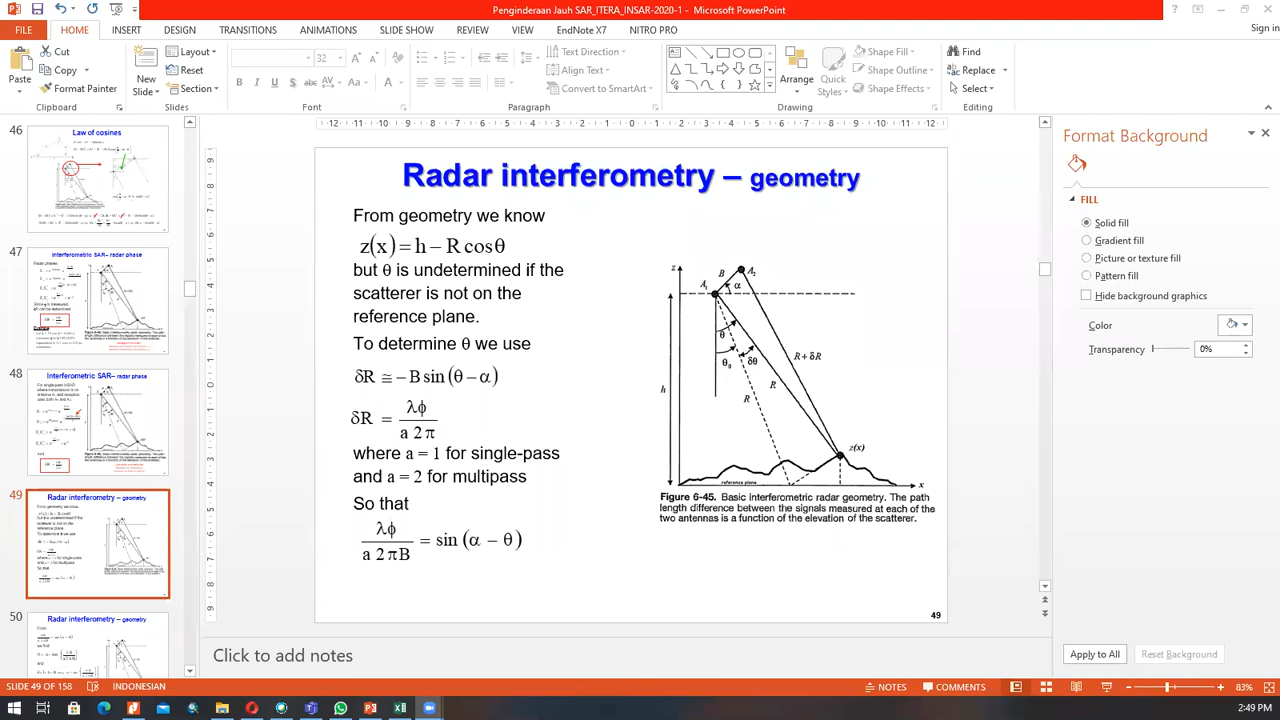 Penginderaan Jauh SAR_ITERA_INSAR-2020-1 - Microsoft PowerPoint
FILE HOME INSERT DESIGN TRANSITIONS ANIMATIONS SLIDE SHOW REVIEW VIEW EndNote X7 NITRO PRO Sign in
Paste
Cut
Copy
Format Painter
Clipboard
New Slide
Layout
Reset
Section
Slides
32
Font
Text Direction
Align Text
Convert to SmartArt
Paragraph
Arrange
Quick Styles
Shape Fill
Shape Outline
Shape Effects
Drawing
Find
Replace
Select
Editing
46
Law of cosines
47
Interferometric SAR– radar phase
48
Interferometric SAR– radar phase
49
Radar interferometry – geometry
50
Radar interferometry – geometry
Radar interferometry – geometry
From geometry we know
z(x) = h – R cosθ
but θ is undetermined if the
scatterer is not on the
reference plane.
To determine θ we use
δR ≅ – B sin (θ – α)
δR = λϕ / a 2 π
where a = 1 for single-pass
and a = 2 for multipass
So that
λϕ / a 2 πB = sin (α – θ)
z
B
A₂
A₁
α
θ
θ₀
δθ
R + δR
R
R
h
z(x)
reference plane
x
Figure 6-45. Basic interferometric radar geometry. The path
length difference between the signals measured at each of the
two antennas is a function of the elevation of the scatterer.
49
Click to add notes
Format Background
FILL
Solid fill
Gradient fill
Picture or texture fill
Pattern fill
Hide background graphics
Color
Transparency 0%
Apply to All Reset Background
SLIDE 49 OF 158 INDONESIAN NOTES COMMENTS 83%
2:49 PM